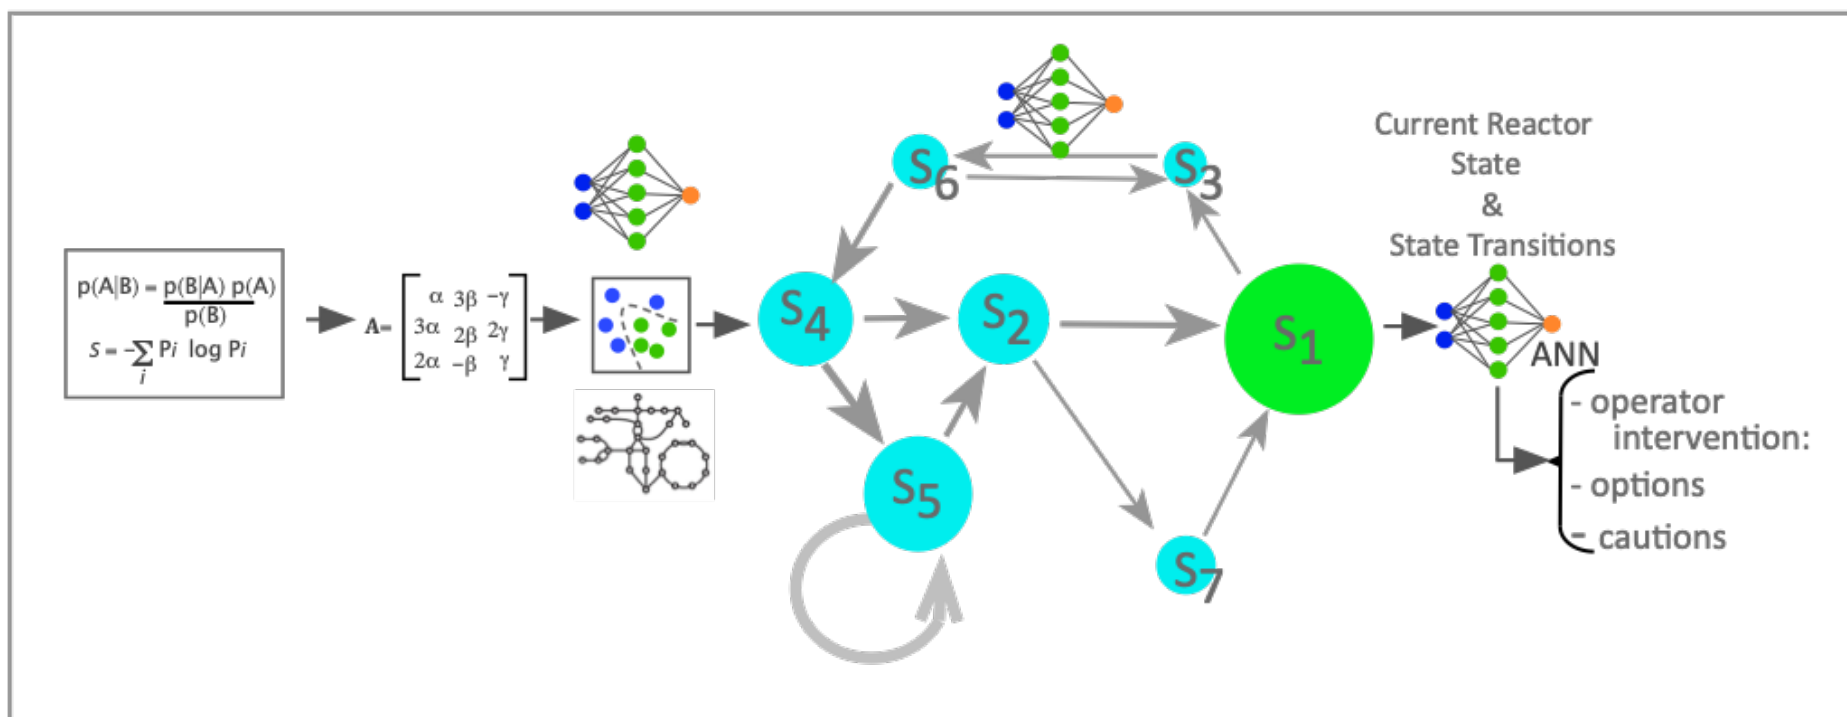 p(A|B) = p(B|A) p(A)
p(B)
S = -∑ Pi log Pi
i
A=
α 3β -γ
3α 2β 2γ
2α -β γ
S6
S3
S4
S2
S1
S5
S7
Current Reactor
State
&
State Transitions
ANN
- operator
intervention:
- options
- cautions